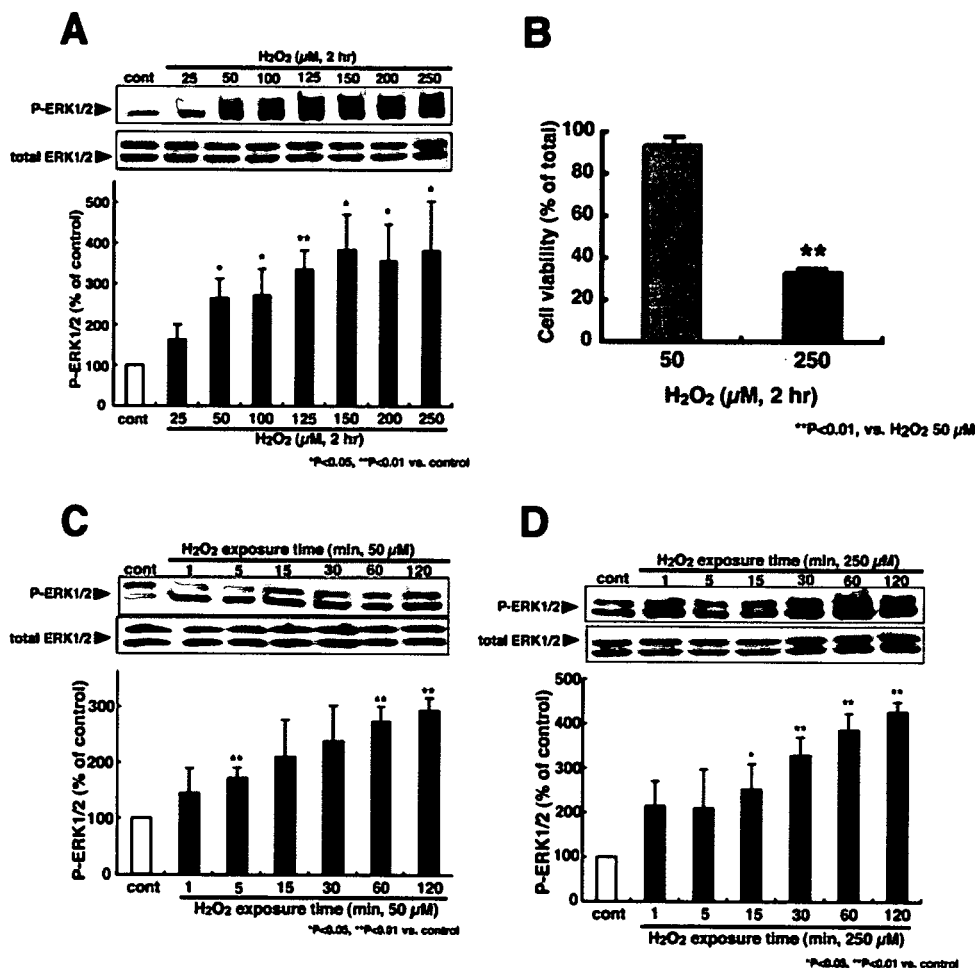 A
H₂O₂ (µM, 2 hr)
cont 25 50 100 125 150 200 250
P-ERK1/2
total ERK1/2
P-ERK1/2 (% of control)
500
400
300
200
100
0
* * ** * * *
cont 25 50 100 125 150 200 250
H₂O₂ (µM, 2 hr)
*P<0.05, **P<0.01 vs. control
B
Cell viability (% of total)
100
80
60
40
20
0
**
50 250
H₂O₂ (µM, 2 hr)
**P<0.01, vs. H₂O₂ 50 µM
C
H₂O₂ exposure time (min, 50 µM)
cont 1 5 15 30 60 120
P-ERK1/2
total ERK1/2
P-ERK1/2 (% of control)
300
200
100
0
** ** **
cont 1 5 15 30 60 120
H₂O₂ exposure time (min, 50 µM)
*P<0.05, **P<0.01 vs. control
D
H₂O₂ exposure time (min, 250 µM)
cont 1 5 15 30 60 120
P-ERK1/2
total ERK1/2
P-ERK1/2 (% of control)
500
400
300
200
100
0
* ** ** **
cont 1 5 15 30 60 120
H₂O₂ exposure time (min, 250 µM)
*P<0.05, **P<0.01 vs. control